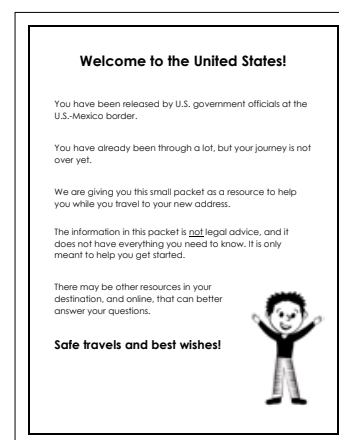 Welcome to the United States!
You have been released by U.S. government officials at the
U.S.-Mexico border.
You have already been through a lot, but your journey is not
over yet.
We are giving you this small packet as a resource to help
you while you travel to your new address.
The information in this packet is not legal advice, and it
does not have everything you need to know. It is only
meant to help you get started.
There may be other resources in your
destination, and online, that can better
answer your questions.
Safe travels and best wishes!